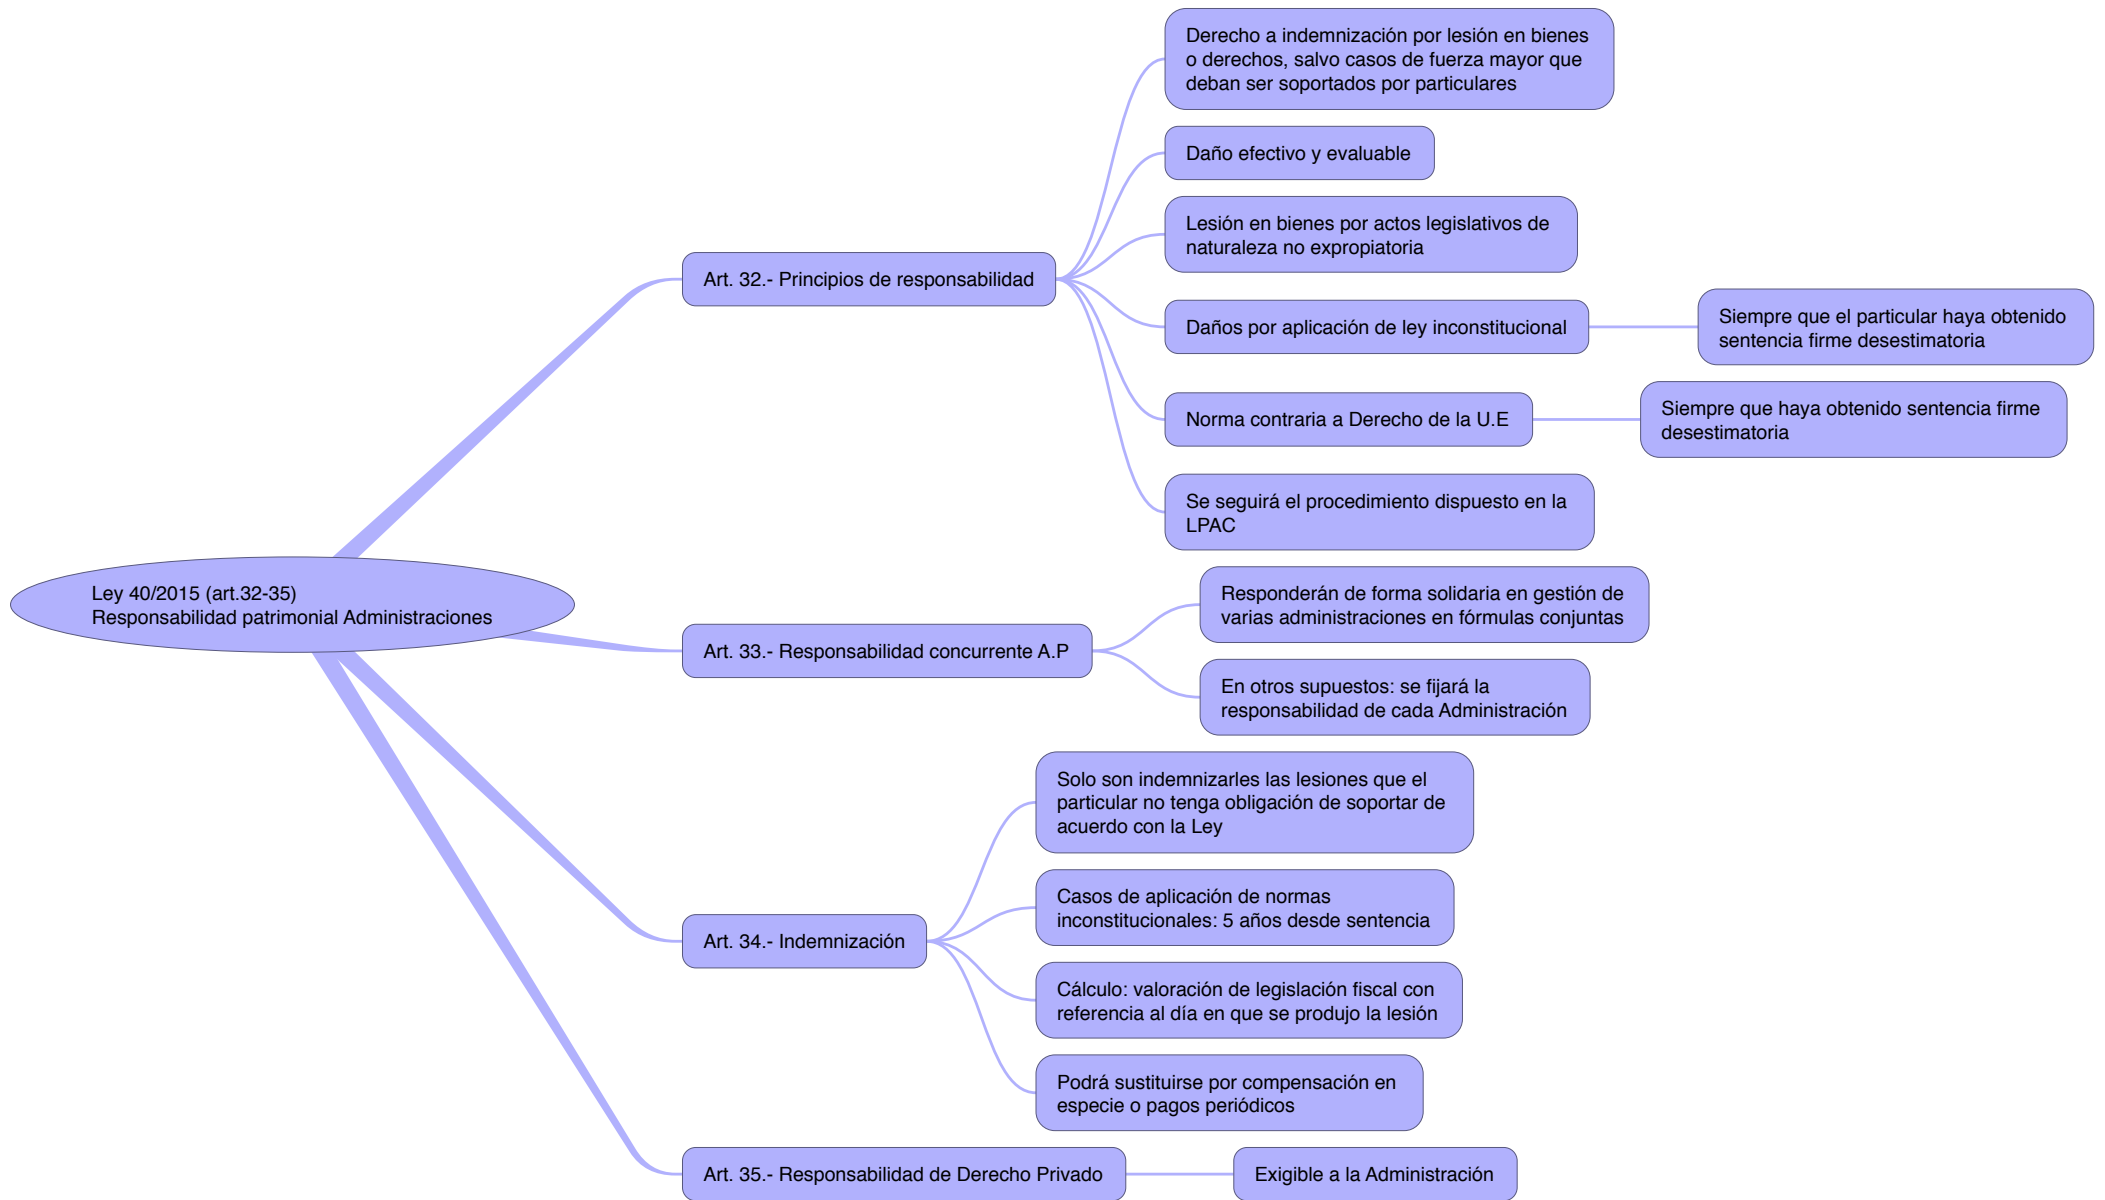 Ley 40/2015 (art.32-35)
Responsabilidad patrimonial Administraciones
Art. 32.- Principios de responsabilidad
Derecho a indemnización por lesión en bienes
o derechos, salvo casos de fuerza mayor que
deban ser soportados por particulares
Daño efectivo y evaluable
Lesión en bienes por actos legislativos de
naturaleza no expropiatoria
Daños por aplicación de ley inconstitucional
Siempre que el particular haya obtenido
sentencia firme desestimatoria
Norma contraria a Derecho de la U.E
Siempre que haya obtenido sentencia firme
desestimatoria
Se seguirá el procedimiento dispuesto en la
LPAC
Art. 33.- Responsabilidad concurrente A.P
Responderán de forma solidaria en gestión de
varias administraciones en fórmulas conjuntas
En otros supuestos: se fijará la
responsabilidad de cada Administración
Art. 34.- Indemnización
Solo son indemnizarles las lesiones que el
particular no tenga obligación de soportar de
acuerdo con la Ley
Casos de aplicación de normas
inconstitucionales: 5 años desde sentencia
Cálculo: valoración de legislación fiscal con
referencia al día en que se produjo la lesión
Podrá sustituirse por compensación en
especie o pagos periódicos
Art. 35.- Responsabilidad de Derecho Privado
Exigible a la Administración